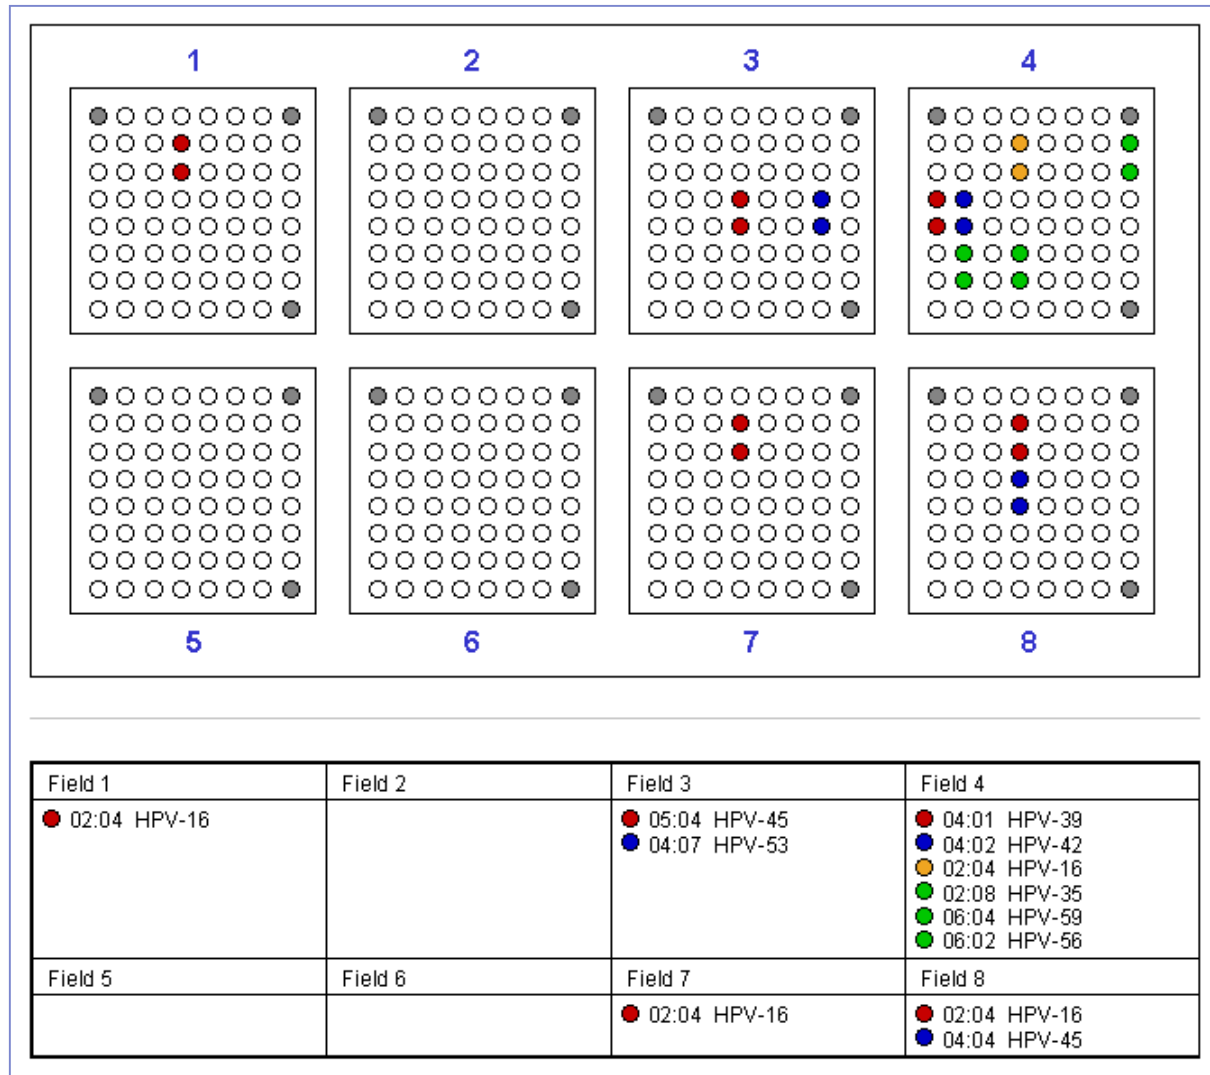 1 2 3 4
5 6 7 8
Field 1 Field 2 Field 3 Field 4
02:04 HPV-16
05:04 HPV-45
04:07 HPV-53
04:01 HPV-39
04:02 HPV-42
02:04 HPV-16
02:08 HPV-35
06:04 HPV-59
06:02 HPV-56
Field 5 Field 6 Field 7 Field 8
02:04 HPV-16
02:04 HPV-16
04:04 HPV-45